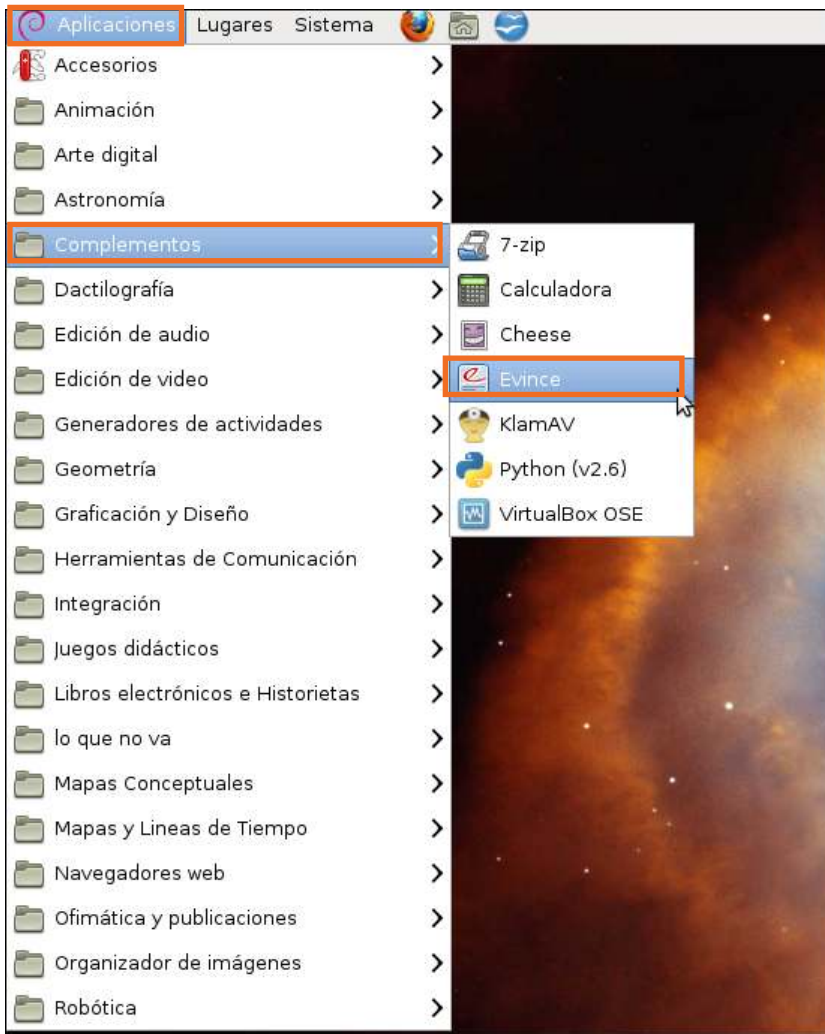 Aplicaciones Lugares Sistema
Accesorios
Animación
Arte digital
Astronomía
Complementos
Dactilografía
Edición de audio
Edición de video
Generadores de actividades
Geometría
Graficación y Diseño
Herramientas de Comunicación
Integración
Juegos didácticos
Libros electrónicos e Historietas
lo que no va
Mapas Conceptuales
Mapas y Lineas de Tiempo
Navegadores web
Ofimática y publicaciones
Organizador de imágenes
Robótica
7-zip
Calculadora
Cheese
Evince
KlamAV
Python (v2.6)
VirtualBox OSE